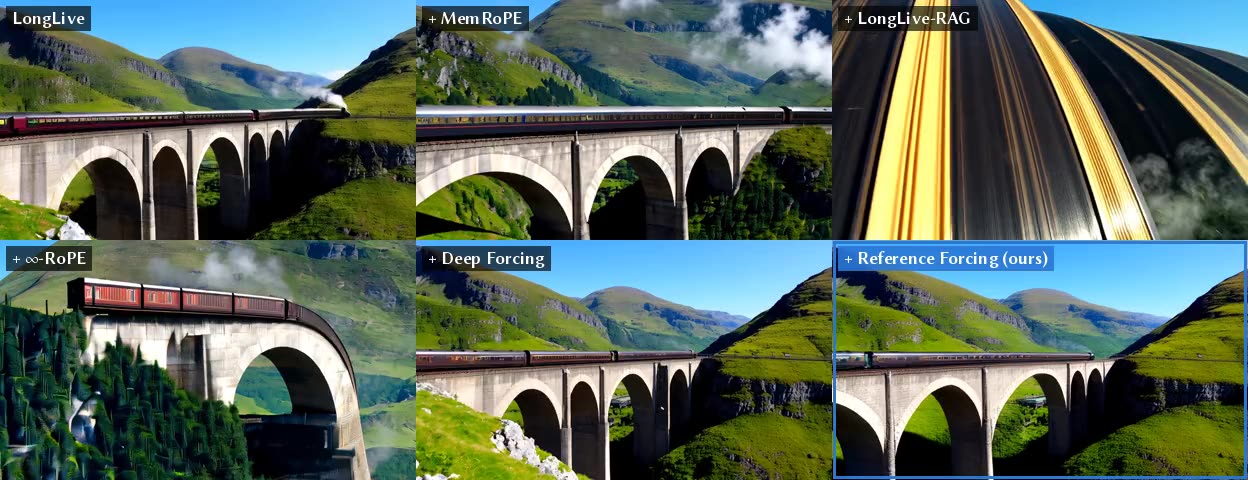 LongLive
+ MemRoPE
+ LongLive-RAG
+ ∞-RoPE
+ Deep Forcing
+ Reference Forcing (ours)